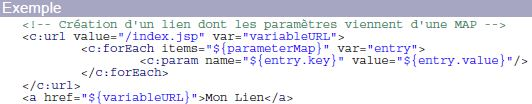 Exemple
<!-- Création d'un lien dont les paramètres viennent d'une MAP -->
<c:url value="/index.jsp" var="variableURL">
<c:forEach items="${parameterMap}" var="entry">
<c:param name="${entry.key}" value="${entry.value}"/>
</c:forEach>
</c:url>
<a href="${variableURL}">Mon Lien</a>